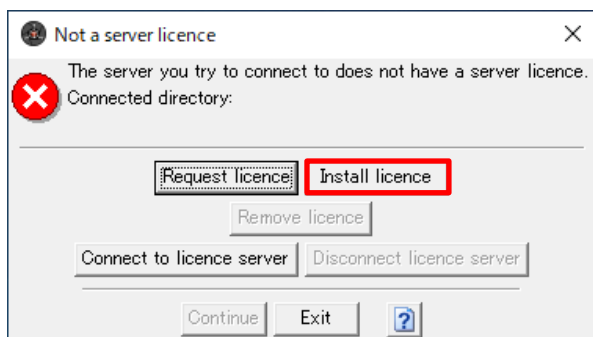 Not a server licence
The server you try to connect to does not have a server licence.
Connected directory:
Request licence Install licence
Remove licence
Connect to licence server Disconnect licence server
Continue Exit ?